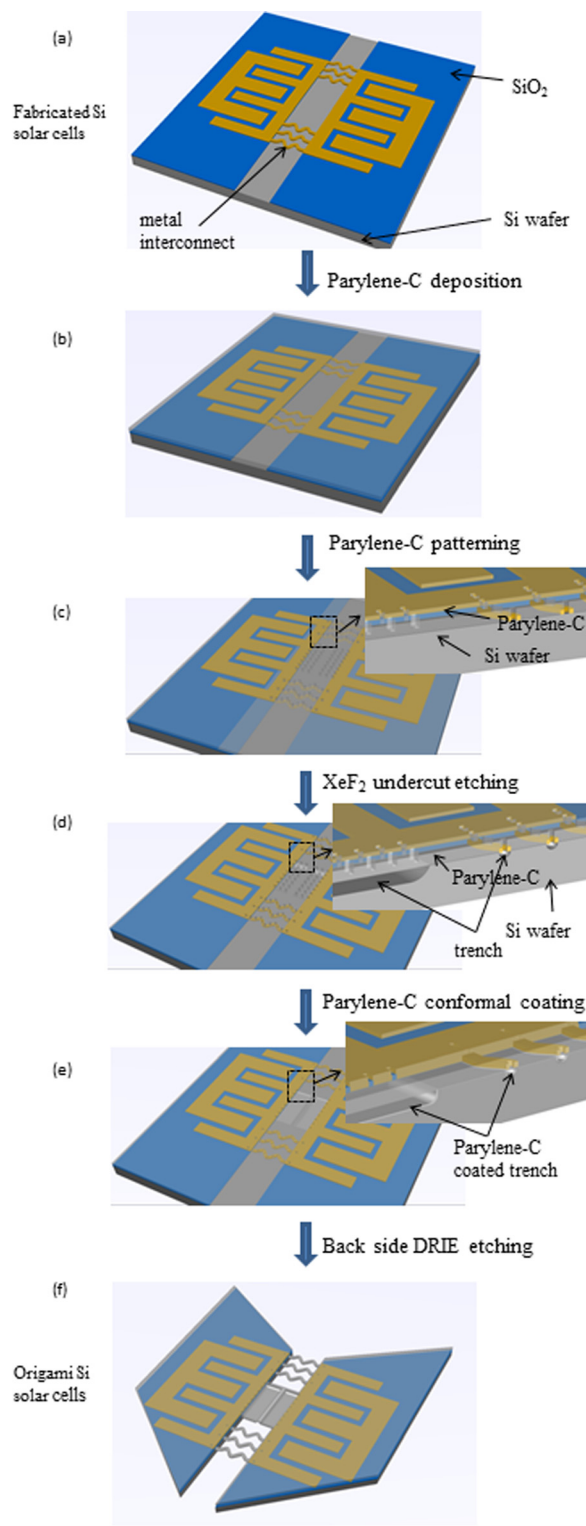 (a)
SiO2
Fabricated Si
solar cells
metal
interconnect
Si wafer
Parylene-C deposition
(b)
Parylene-C patterning
(c)
Parylene-C
Si wafer
XeF2 undercut etching
(d)
Parylene-C
Si wafer
trench
Parylene-C conformal coating
(e)
Parylene-C
coated trench
Back side DRIE etching
(f)
Origami Si
solar cells